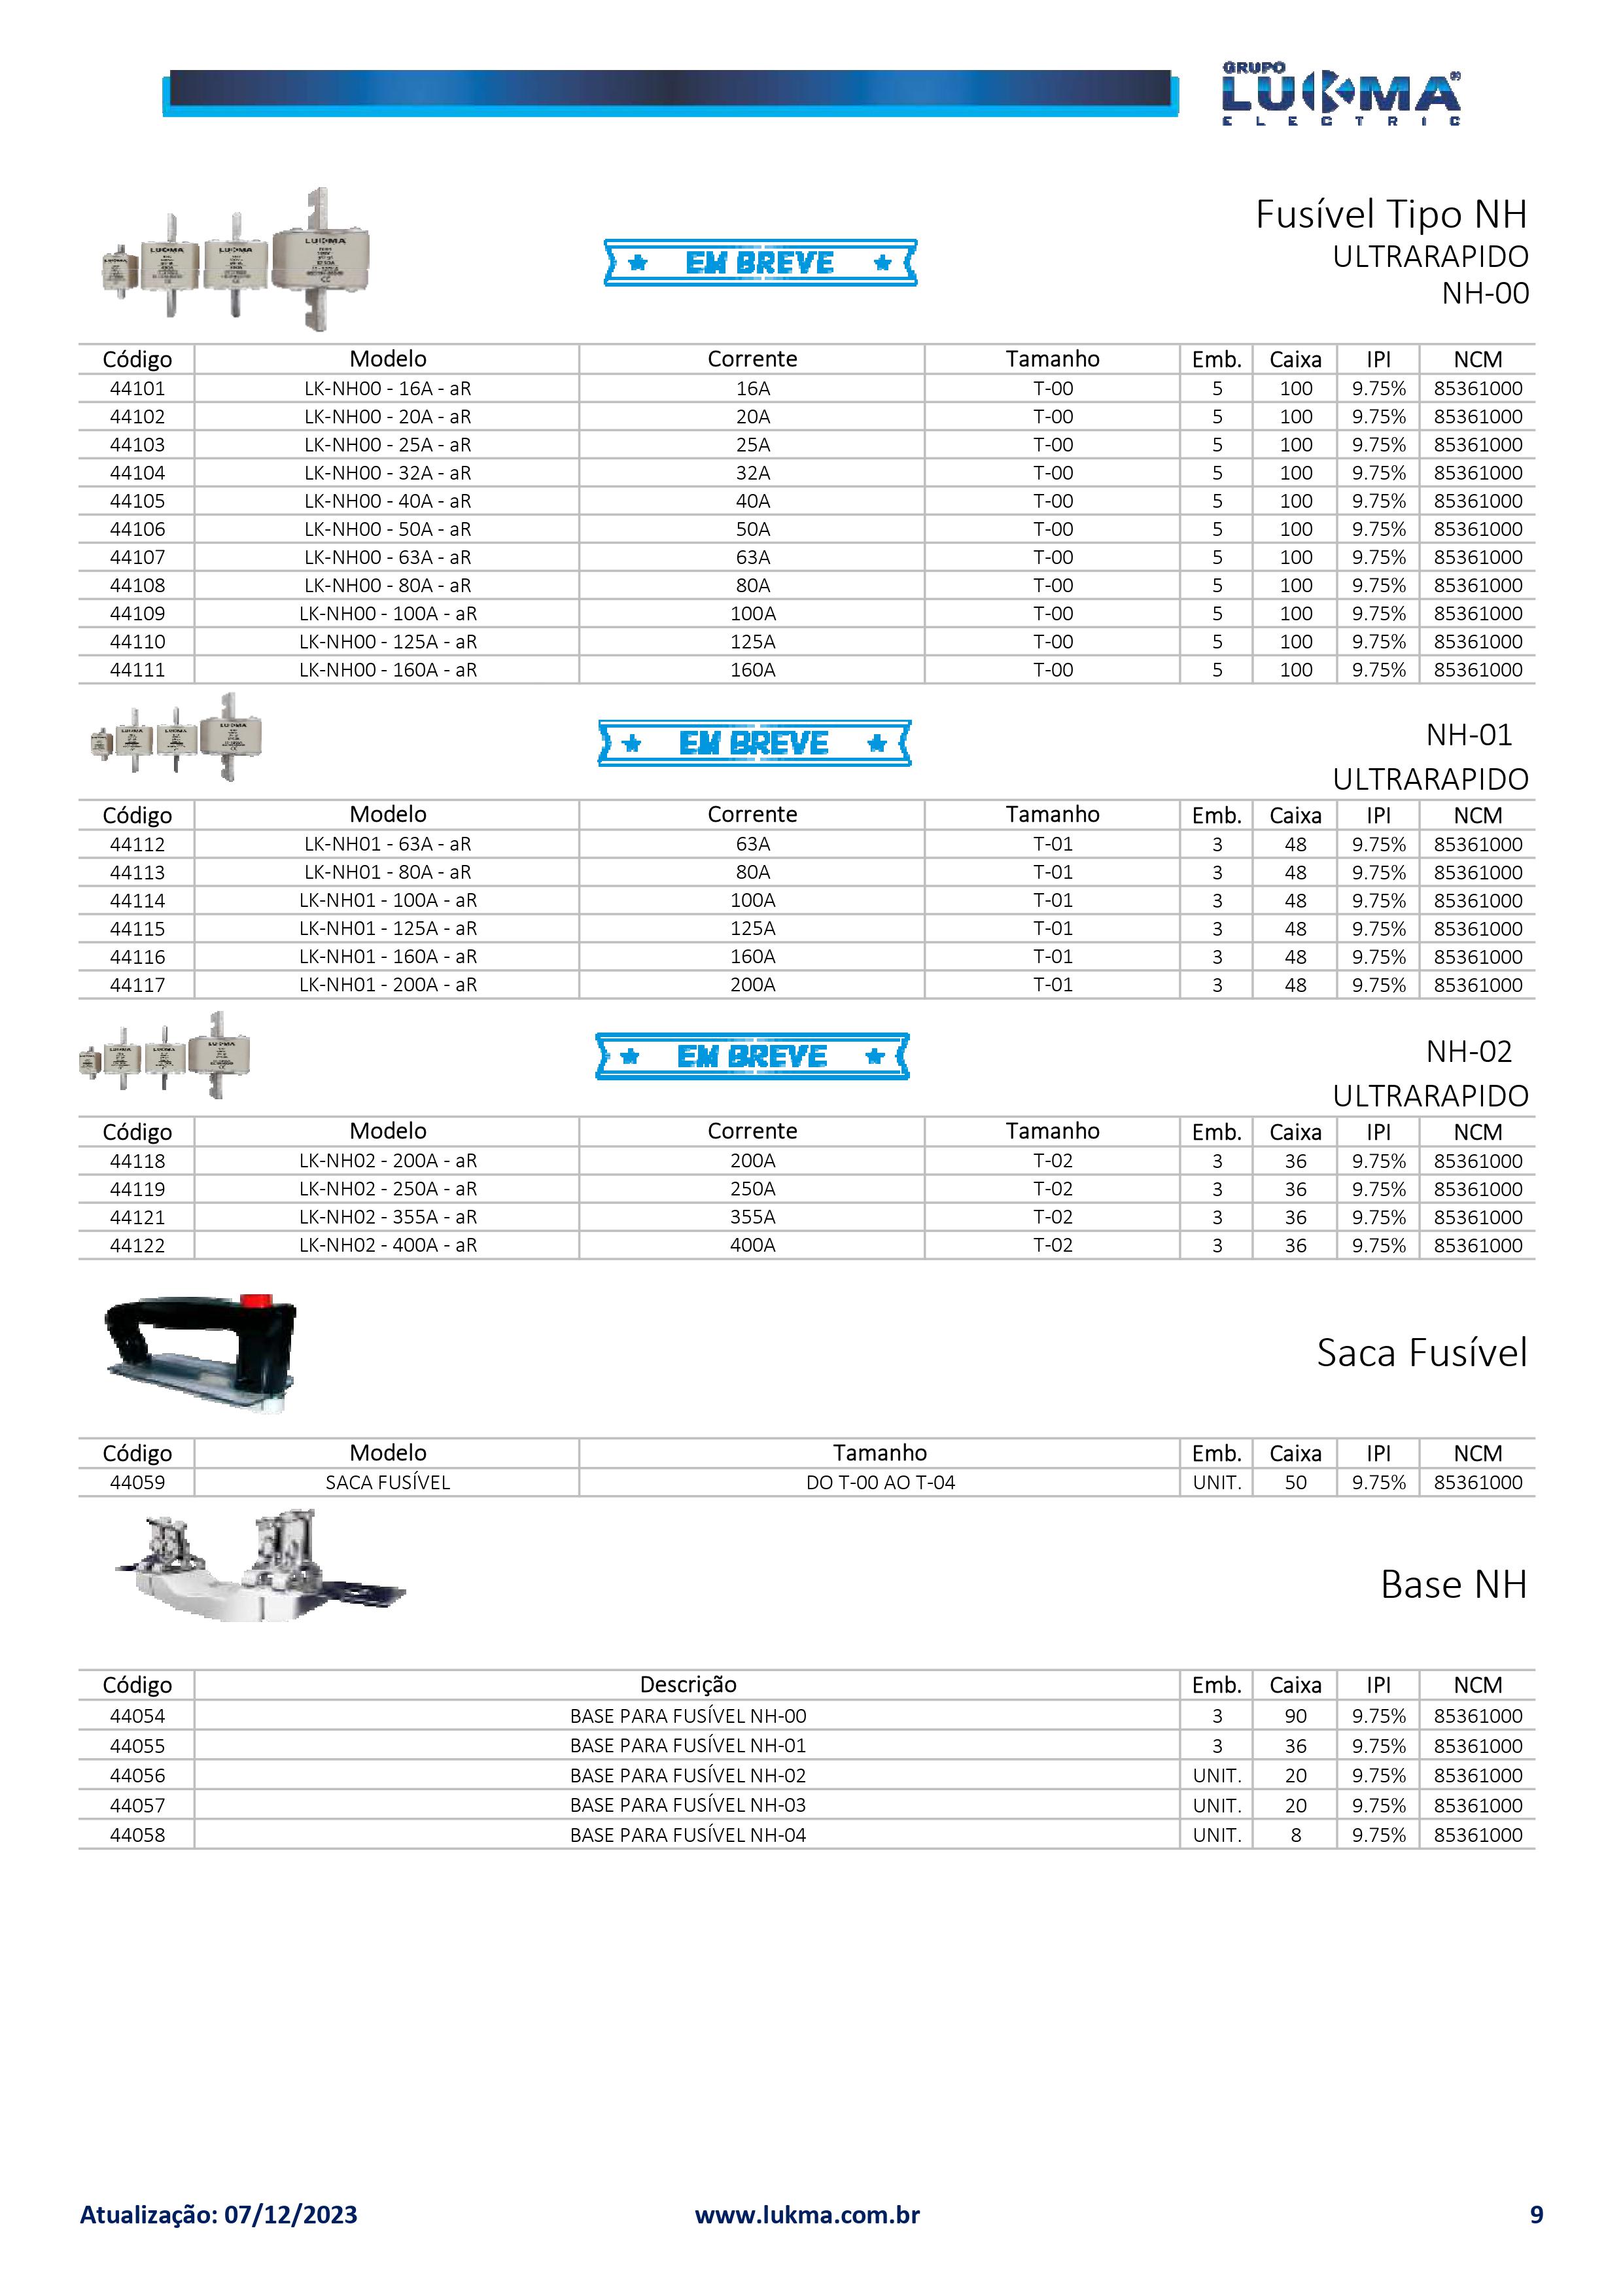 GRUPO
LUKMA®
ELECTRIC
Fusível Tipo NH
EM BREVE
ULTRARAPIDO
NH-00
Código Modelo Corrente Tamanho Emb. Caixa IPI NCM
44101 LK-NH00 - 16A - aR 16A T-00 5 100 9.75% 85361000
44102 LK-NH00 - 20A - aR 20A T-00 5 100 9.75% 85361000
44103 LK-NH00 - 25A - aR 25A T-00 5 100 9.75% 85361000
44104 LK-NH00 - 32A - aR 32A T-00 5 100 9.75% 85361000
44105 LK-NH00 - 40A - aR 40A T-00 5 100 9.75% 85361000
44106 LK-NH00 - 50A - aR 50A T-00 5 100 9.75% 85361000
44107 LK-NH00 - 63A - aR 63A T-00 5 100 9.75% 85361000
44108 LK-NH00 - 80A - aR 80A T-00 5 100 9.75% 85361000
44109 LK-NH00 - 100A - aR 100A T-00 5 100 9.75% 85361000
44110 LK-NH00 - 125A - aR 125A T-00 5 100 9.75% 85361000
44111 LK-NH00 - 160A - aR 160A T-00 5 100 9.75% 85361000
EM BREVE NH-01
ULTRARAPIDO
Código Modelo Corrente Tamanho Emb. Caixa IPI NCM
44112 LK-NH01 - 63A - aR 63A T-01 3 48 9.75% 85361000
44113 LK-NH01 - 80A - aR 80A T-01 3 48 9.75% 85361000
44114 LK-NH01 - 100A - aR 100A T-01 3 48 9.75% 85361000
44115 LK-NH01 - 125A - aR 125A T-01 3 48 9.75% 85361000
44116 LK-NH01 - 160A - aR 160A T-01 3 48 9.75% 85361000
44117 LK-NH01 - 200A - aR 200A T-01 3 48 9.75% 85361000
EM BREVE NH-02
ULTRARAPIDO
Código Modelo Corrente Tamanho Emb. Caixa IPI NCM
44118 LK-NH02 - 200A - aR 200A T-02 3 36 9.75% 85361000
44119 LK-NH02 - 250A - aR 250A T-02 3 36 9.75% 85361000
44121 LK-NH02 - 355A - aR 355A T-02 3 36 9.75% 85361000
44122 LK-NH02 - 400A - aR 400A T-02 3 36 9.75% 85361000
Saca Fusível
Código Modelo Tamanho Emb. Caixa IPI NCM
44059 SACA FUSÍVEL DO T-00 AO T-04 UNIT. 50 9.75% 85361000
Base NH
Código Descrição Emb. Caixa IPI NCM
44054 BASE PARA FUSÍVEL NH-00 3 90 9.75% 85361000
44055 BASE PARA FUSÍVEL NH-01 3 36 9.75% 85361000
44056 BASE PARA FUSÍVEL NH-02 UNIT. 20 9.75% 85361000
44057 BASE PARA FUSÍVEL NH-03 UNIT. 20 9.75% 85361000
44058 BASE PARA FUSÍVEL NH-04 UNIT. 8 9.75% 85361000
Atualização: 07/12/2023 www.lukma.com.br 9